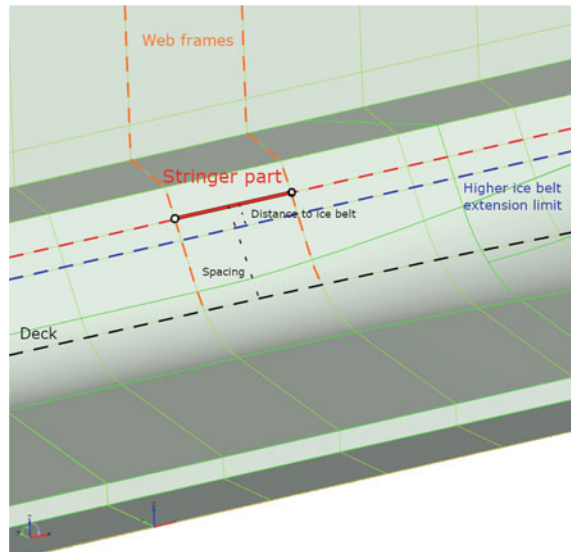 Web frames
Stringer part
Higher ice belt
extension limit
Distance to ice belt
Spacing
Deck